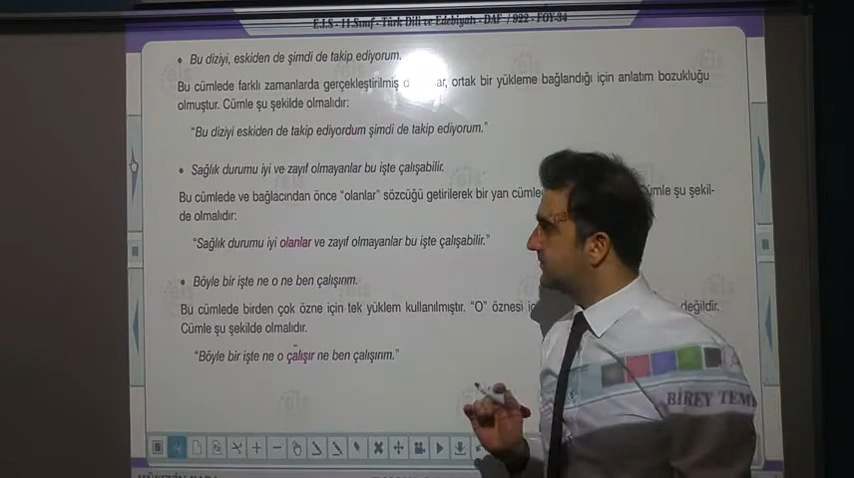 E.I.S - 11.Sınıf - Türk Dili ve Edebiyatı - DAF / 922 - FOY-34
• Bu diziyi, eskiden de şimdi de takip ediyorum.
Bu cümlede farklı zamanlarda gerçekleştirilmiş ar, ortak bir yükleme bağlandığı için anlatım bozukluğu
olmuştur. Cümle şu şekilde olmalıdır:
“Bu diziyi eskiden de takip ediyordum şimdi de takip ediyorum.”
• Sağlık durumu iyi ve zayıf olmayanlar bu işte çalışabilir.
Bu cümlede ve bağlacından önce “olanlar” sözcüğü getirilerek bir yan cümle şu şekil-
de olmalıdır:
“Sağlık durumu iyi olanlar ve zayıf olmayanlar bu işte çalışabilir.”
• Böyle bir işte ne o ne ben çalışırım.
Bu cümlede birden çok özne için tek yüklem kullanılmıştır. “O” öznesi değildir.
Cümle şu şekilde olmalıdır.
“Böyle bir işte ne o çalışır ne ben çalışırım.”
BİREY